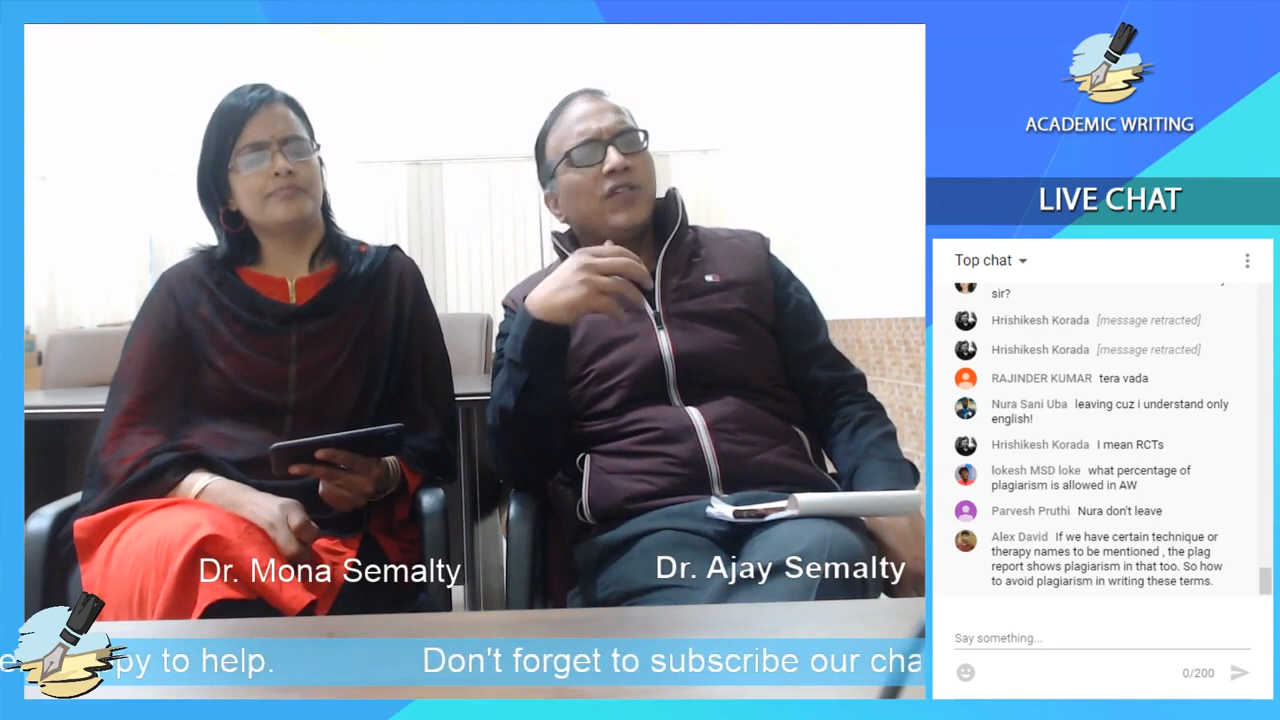 ACADEMIC WRITING
LIVE CHAT
Top chat
sir?
Hrishikesh Korada [message retracted]
Hrishikesh Korada [message retracted]
RAJINDER KUMAR tera vada
Nura Sani Uba leaving cuz i understand only
english!
Hrishikesh Korada I mean RCTs
lokesh MSD loke what percentage of
plagiarism is allowed in AW
Parvesh Pruthi Nura don't leave
Alex David If we have certain technique or
therapy names to be mentioned , the plag
report shows plagiarism in that too. So how
to avoid plagiarism in writing these terms.
Say something...
0/200
Dr. Mona Semalty
Dr. Ajay Semalty
py to help. Don't forget to subscribe our cha